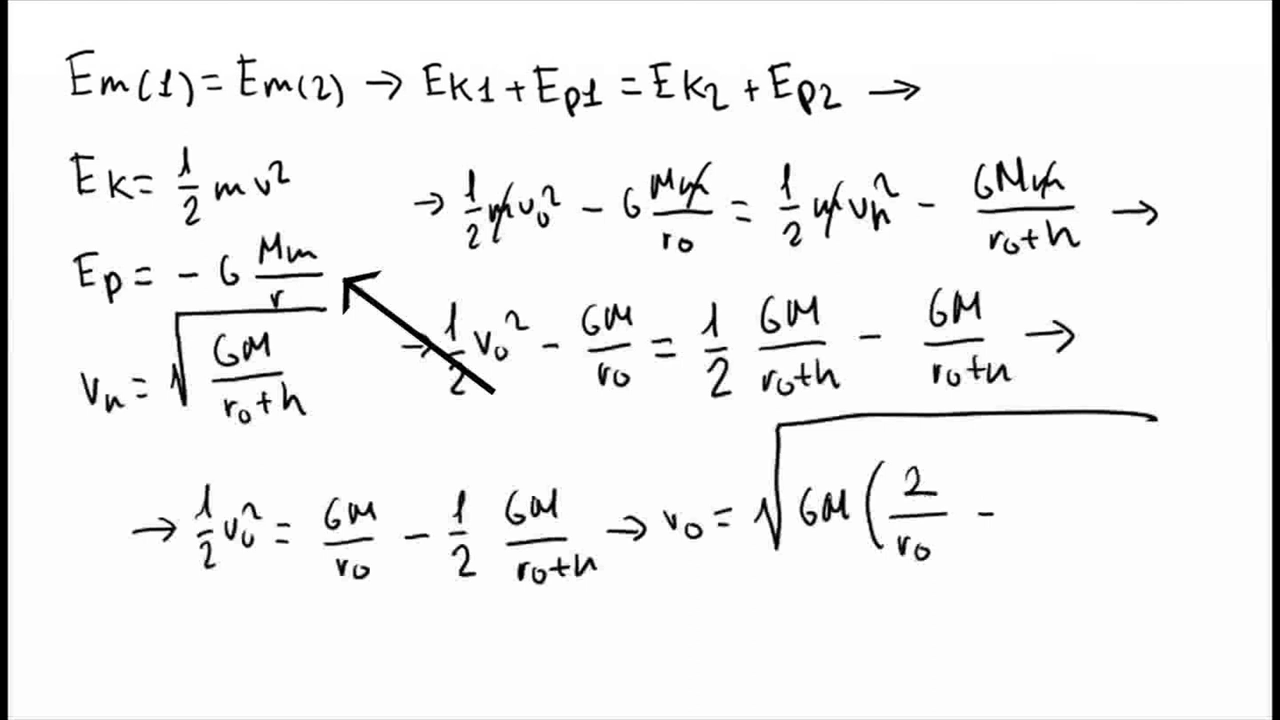 Em(1) = Em(2) → Ek1 + Ep1 = Ek2 + Ep2 →
Ek = 1/2 mv²
→ 1/2 mv₀² − G Mm/r₀ = 1/2 mvₕ² − GMm/(r₀+h) →
Ep = − G Mm/r
→ 1/2 v₀² − GM/r₀ = 1/2 GM/(r₀+h) − GM/(r₀+h) →
vₕ = √(GM/(r₀+h))
→ 1/2 v₀² = GM/r₀ − 1/2 GM/(r₀+h) → v₀ = √(GM(2/r₀ −